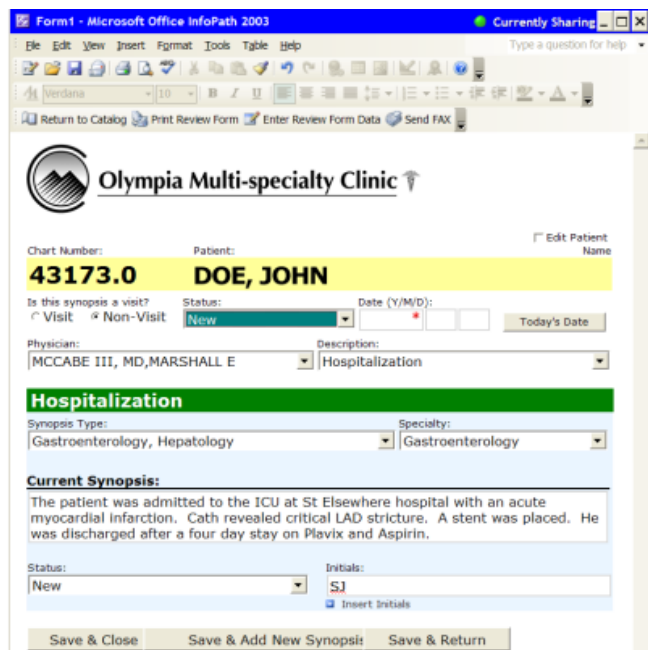 Form1 - Microsoft Office InfoPath 2003 Currently Sharing
File Edit View Insert Format Tools Table Help Type a question for help
Verdana 10 B I U A
Return to Catalog Print Review Form Enter Review Form Data Send FAX
Olympia Multi-specialty Clinic
Edit Patient Name
Chart Number: Patient:
43173.0 DOE, JOHN
Is this synopsis a visit? Status: Date (Y/M/D):
Visit Non-Visit New * Today's Date
Physician: Description:
MCCABE III, MD,MARSHALL E Hospitalization
Hospitalization
Synopsis Type: Specialty:
Gastroenterology, Hepatology Gastroenterology
Current Synopsis:
The patient was admitted to the ICU at St Elsewhere hospital with an acute
myocardial infarction. Cath revealed critical LAD stricture. A stent was placed. He
was discharged after a four day stay on Plavix and Aspirin.
Status: Initials:
New SJ
Insert Initials
Save & Close Save & Add New Synopsis Save & Return